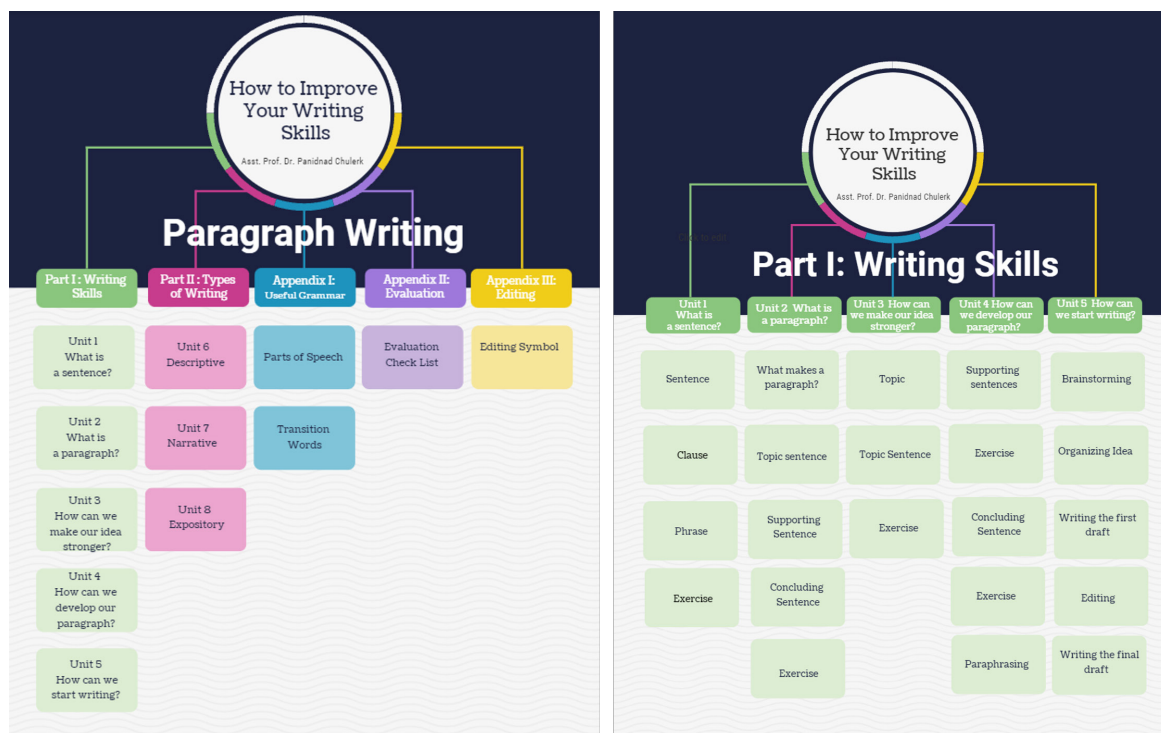 How to Improve
Your Writing
Skills
Asst. Prof. Dr. Panidnad Chulerk
Paragraph Writing
Part I : Writing
Skills
Part II : Types
of Writing
Appendix I:
Useful Grammar
Appendix II:
Evaluation
Appendix III:
Editing
Unit 1
What is
a sentence?
Unit 6
Descriptive
Parts of Speech
Evaluation
Check List
Editing Symbol
Unit 2
What is
a paragraph?
Unit 7
Narrative
Transition
Words
Unit 3
How can we
make our idea
stronger?
Unit 8
Expository
Unit 4
How can we
develop our
paragraph?
Unit 5
How can we
start writing?
How to Improve
Your Writing
Skills
Asst. Prof. Dr. Panidnad Chulerk
Click to edit
Part I: Writing Skills
Unit 1
What is
a sentence?
Unit 2 What is
a paragraph?
Unit 3 How can
we make our idea
stronger?
Unit 4 How can
we develop our
paragraph?
Unit 5 How can
we start writing?
Sentence
What makes a
paragraph?
Topic
Supporting
sentences
Brainstorming
Clause
Topic sentence
Topic Sentence
Exercise
Organizing Idea
Phrase
Supporting
Sentence
Exercise
Concluding
Sentence
Writing the first
draft
Exercise
Concluding
Sentence
Exercise
Editing
Exercise
Paraphrasing
Writing the final
draft